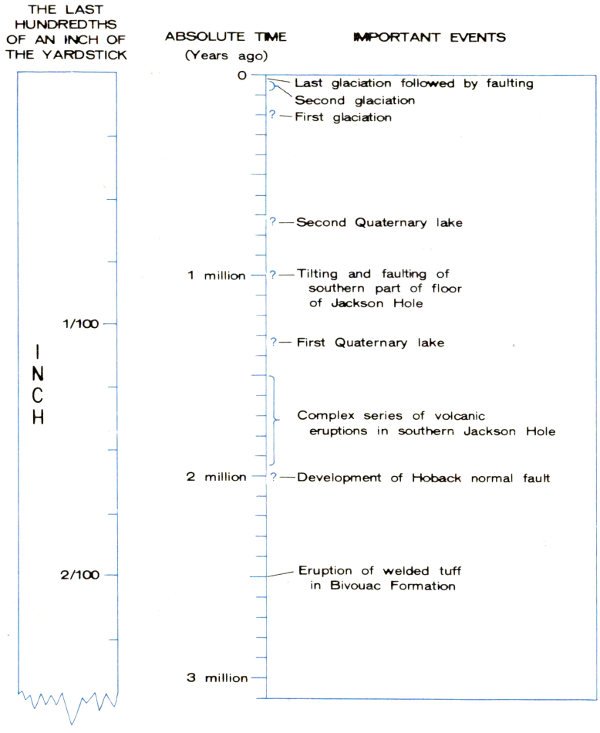 THE LAST
HUNDREDTHS
OF AN INCH OF
THE YARDSTICK
ABSOLUTE TIME
(Years ago)
IMPORTANT EVENTS
0
Last glaciation followed by faulting
Second glaciation
? First glaciation
? Second Quaternary lake
1 million
? Tilting and faulting of
southern part of floor
of Jackson Hole
1/100
? First Quaternary lake
INCH
Complex series of volcanic
eruptions in southern Jackson Hole
2 million
? Development of Hoback normal fault
2/100
Eruption of welded tuff
in Bivouac Formation
3 million